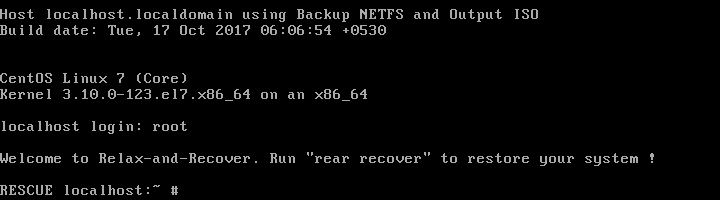 Host localhost.localdomain using Backup NETFS and Output ISO
Build date: Tue, 17 Oct 2017 06:06:54 +0530
CentOS Linux 7 (Core)
Kernel 3.10.0-123.el7.x86_64 on an x86_64
localhost login: root
Welcome to Relax-and-Recover. Run "rear recover" to restore your system !
RESCUE localhost:~ #